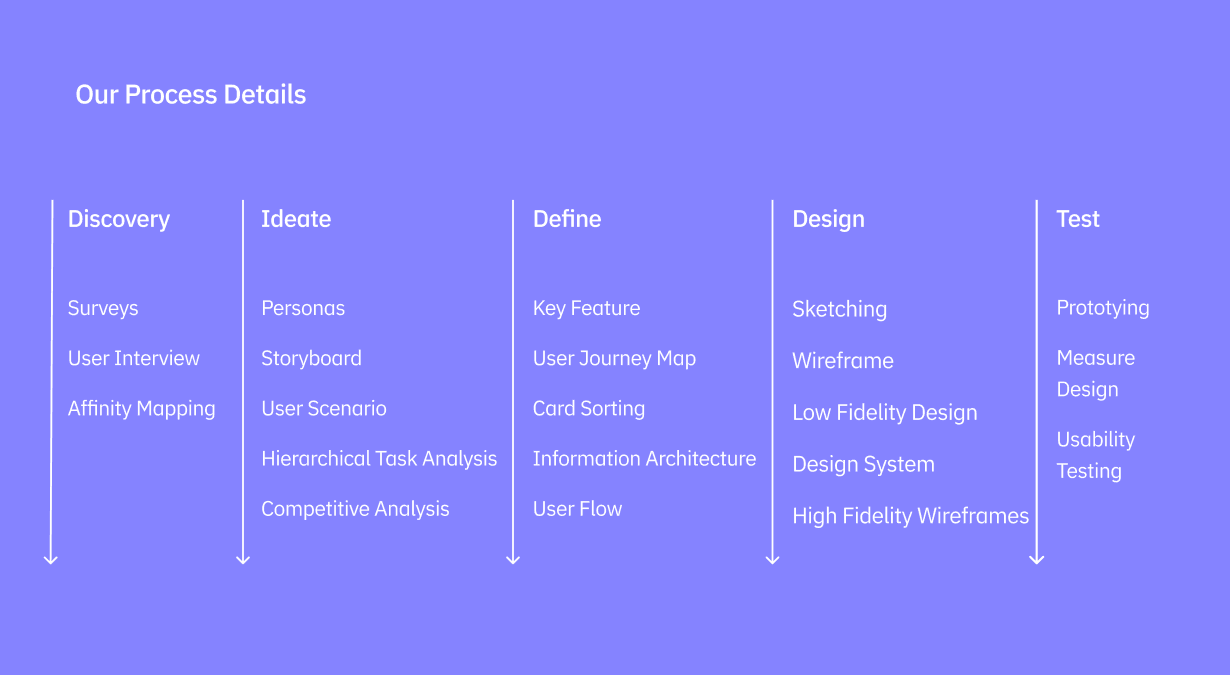 Our Process Details
Discovery
Surveys
User Interview
Affinity Mapping
Ideate
Personas
Storyboard
User Scenario
Hierarchical Task Analysis
Competitive Analysis
Define
Key Feature
User Journey Map
Card Sorting
Information Architecture
User Flow
Design
Sketching
Wireframe
Low Fidelity Design
Design System
High Fidelity Wireframes
Test
Prototying
Measure
Design
Usability
Testing